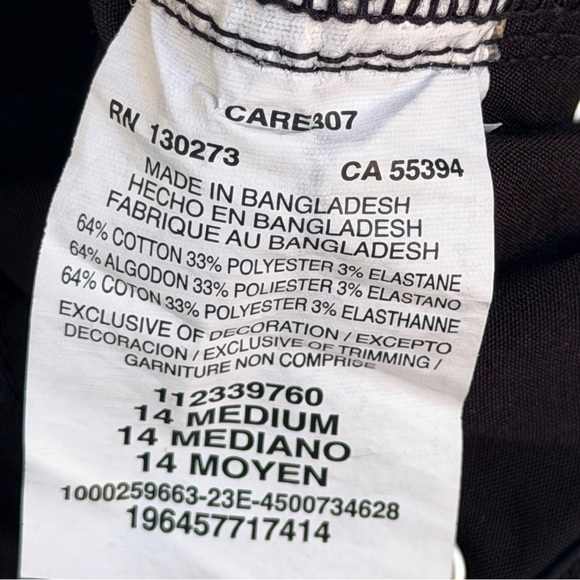 CARE307
RN 130273
CA 55394
MADE IN BANGLADESH
HECHO EN BANGLADESH
FABRIQUE AU BANGLADESH
64% COTTON 33% POLYESTER 3% ELASTANE
64% ALGODON 33% POLIESTER 3% ELASTANO
64% COTON 33% POLYESTER 3% ELASTHANNE
EXCLUSIVE OF DECORATION / EXCEPTO
DECORACION / EXCLUSIVE OF TRIMMING /
GARNITURE NON COMPRISE
112339760
14 MEDIUM
14 MEDIANO
14 MOYEN
1000259663-23E-4500734628
196457717414